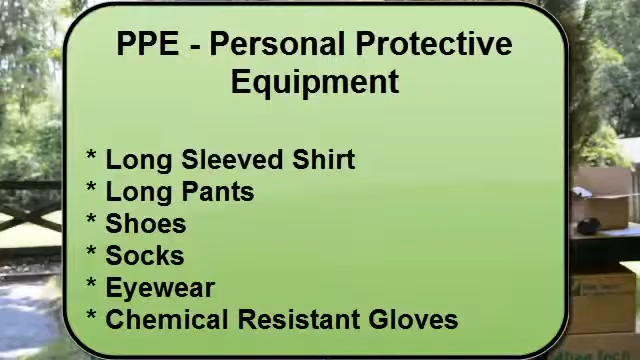 PPE - Personal Protective
Equipment
* Long Sleeved Shirt
* Long Pants
* Shoes
* Socks
* Eyewear
* Chemical Resistant Gloves